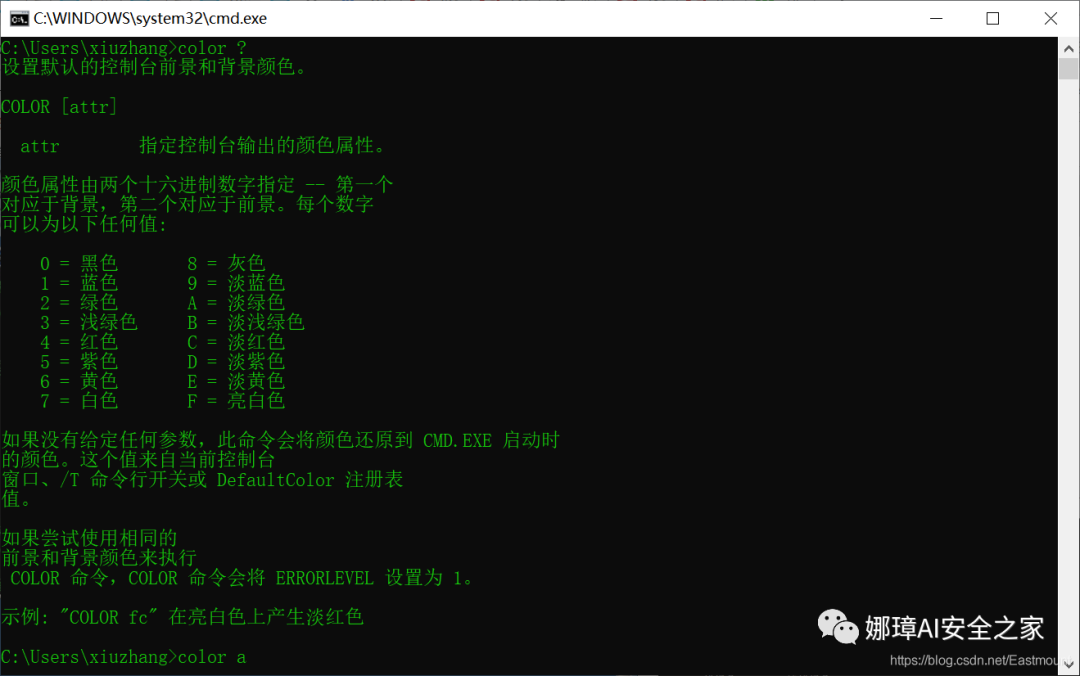 C:\WINDOWS\system32\cmd.exe
C:\Users\xiuzhang>color ?
设置默认的控制台前景和背景颜色。
COLOR [attr]
attr 指定控制台输出的颜色属性。
颜色属性由两个十六进制数字指定 -- 第一个
对应于背景，第二个对应于前景。每个数字
可以为以下任何值:
0 = 黑色 8 = 灰色
1 = 蓝色 9 = 淡蓝色
2 = 绿色 A = 淡绿色
3 = 浅绿色 B = 淡浅绿色
4 = 红色 C = 淡红色
5 = 紫色 D = 淡紫色
6 = 黄色 E = 淡黄色
7 = 白色 F = 亮白色
如果没有给定任何参数，此命令会将颜色还原到 CMD.EXE 启动时
的颜色。这个值来自当前控制台
窗口、/T 命令行开关或 DefaultColor 注册表
值。
如果尝试使用相同的
前景和背景颜色来执行
COLOR 命令，COLOR 命令会将 ERRORLEVEL 设置为 1。
示例: "COLOR fc" 在亮白色上产生淡红色
C:\Users\xiuzhang>color a
娜璋AI安全之家
https://blog.csdn.net/Eastmou